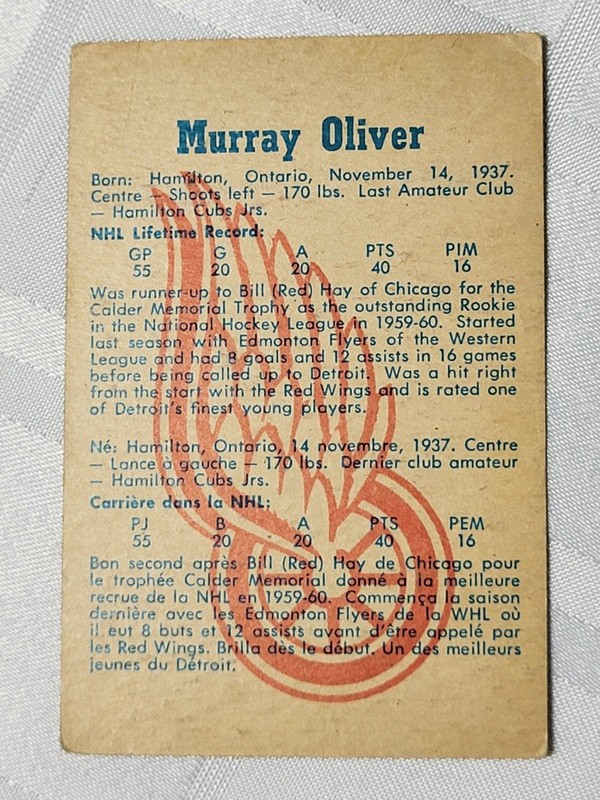 Murray Oliver
Born: Hamilton, Ontario, November 14, 1937.
Centre — Shoots left — 170 lbs. Last Amateur Club
— Hamilton Cubs Jrs.
NHL Lifetime Record:
GP G A PTS PIM
55 20 20 40 16
Was runner-up to Bill (Red) Hay of Chicago for the
Calder Memorial Trophy as the outstanding Rookie
in the National Hockey League in 1959-60. Started
last season with Edmonton Flyers of the Western
League and had 8 goals and 12 assists in 16 games
before being called up to Detroit. Was a hit right
from the start with the Red Wings and is rated one
of Detroit's finest young players.
Né: Hamilton, Ontario, 14 novembre, 1937. Centre
— Lance à gauche — 170 lbs. Dernier club amateur
— Hamilton Cubs Jrs.
Carrière dans la NHL:
PJ B A PTS PEM
55 20 20 40 16
Bon second après Bill (Red) Hay de Chicago pour
le trophée Calder Memorial donné à la meilleure
recrue de la NHL en 1959-60. Commença la saison
dernière avec les Edmonton Flyers de la WHL où
il eut 8 buts et 12 assists avant d'être appelé par
les Red Wings. Brilla dès le début. Un des meilleurs
jeunes du Détroit.